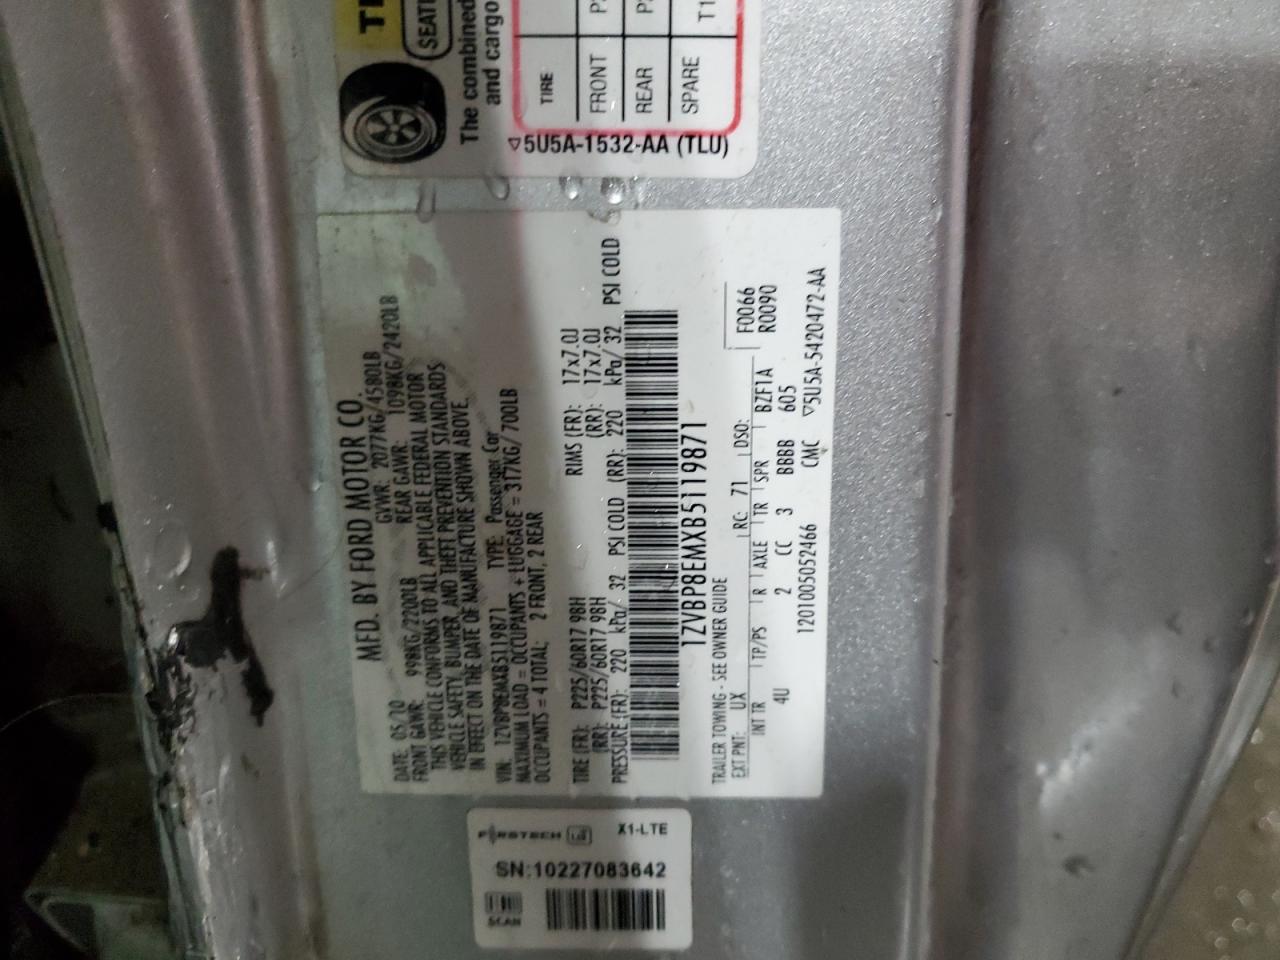 SEATI
The combined
and cargo
TIRE
FRONT P2
REAR P2
SPARE T1
▽5U5A-1532-AA (TLU)
MFD. BY FORD MOTOR CO.
DATE: 05/10 GVWR: 2077KG/4580LB
FRONT GAWR: 998KG/2200LB REAR GAWR: 1098KG/2420LB
THIS VEHICLE CONFORMS TO ALL APPLICABLE FEDERAL MOTOR
VEHICLE SAFETY, BUMPER, AND THEFT PREVENTION STANDARDS
IN EFFECT ON THE DATE OF MANUFACTURE SHOWN ABOVE.
VIN: 1ZVBP8EMXB5119871 TYPE: Passenger Car
MAXIMUM LOAD = OCCUPANTS + LUGGAGE = 317KG/700LB
OCCUPANTS = 4 TOTAL: 2 FRONT, 2 REAR
TIRE (FR): P225/60R17 98H RIMS (FR): 17x7.0J
(RR): P225/60R17 98H (RR): 17x7.0J
PRESSURE (FR): 220 kPa/ 32 PSI COLD (RR): 220 kPa/ 32 PSI COLD
1ZVBP8EMXB5119871
TRAILER TOWING - SEE OWNER GUIDE
EXT PNT: UX RC: 71 DSO: F0066
INT TR TP/PS R AXLE TR SPR BZF1A R0090
4U 2 CC 3 BBBB 605
1201005052466 CMC ▽5U5A-5420472-AA
FIRSTECH X1-LTE
SN:10227083642
SCAN